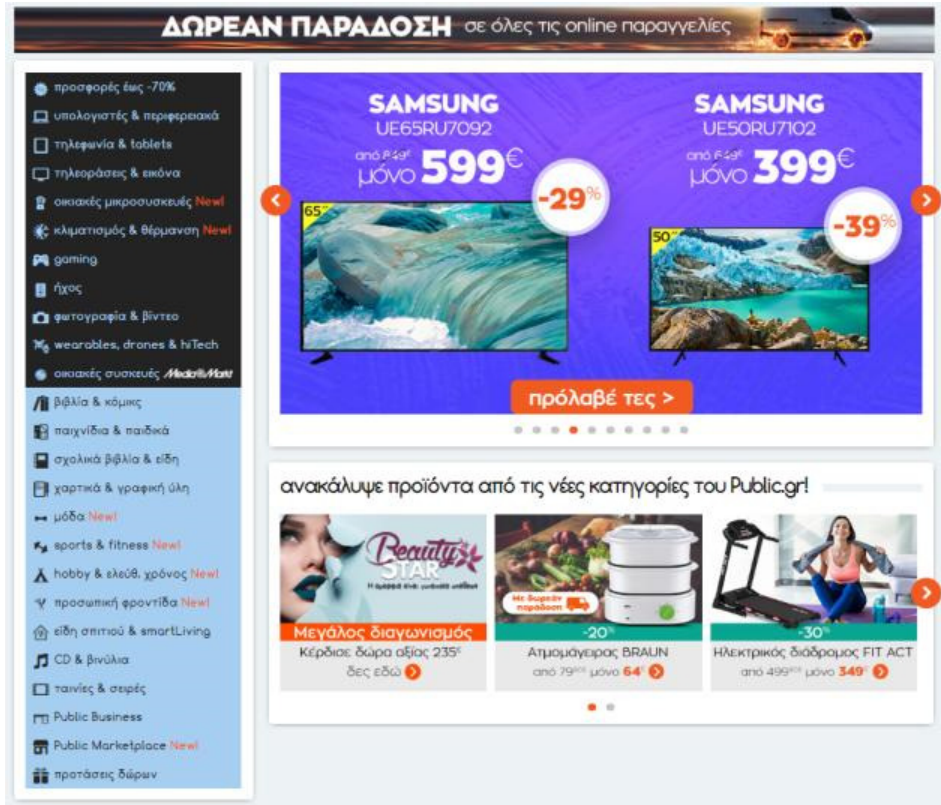 ΔΩΡΕΑΝ ΠΑΡΑΔΟΣΗ σε όλες τις online παραγγελίες
προσφορές έως -70%
υπολογιστές & περιφερειακά
τηλεφωνία & tablets
τηλεοράσεις & εικόνα
οικιακές μικροσυσκευές New!
κλιματισμός & θέρμανση New!
gaming
ήχος
φωτογραφία & βίντεο
wearables, drones & hiTech
οικιακές συσκευές MediaMarkt
βιβλία & κόμικς
παιχνίδια & παιδικά
σχολικά βιβλία & είδη
χαρτικά & γραφική ύλη
μόδα New!
sports & fitness New!
hobby & ελεύθ. χρόνος New!
προσωπική φροντίδα New!
είδη σπιτιού & smartLiving
CD & βινύλια
ταινίες & σειρές
Public Business
Public Marketplace New!
προτάσεις δώρων
SAMSUNG
UE65RU7092
από 849€
μόνο 599€
-29%
65"
SAMSUNG
UE50RU7102
από 649€
μόνο 399€
-39%
50"
πρόλαβέ τες >
ανακάλυψε προϊόντα από τις νέες κατηγορίες του Public.gr!
Beauty
STAR
Μεγάλος διαγωνισμός
Κέρδισε δώρα αξίας 235€
δες εδώ
Με δωρεάν
παράδοση
-20%
Ατμομάγειρας BRAUN
μόνο 64€
-30%
Ηλεκτρικός διάδρομος FIT ACT
μόνο 349€